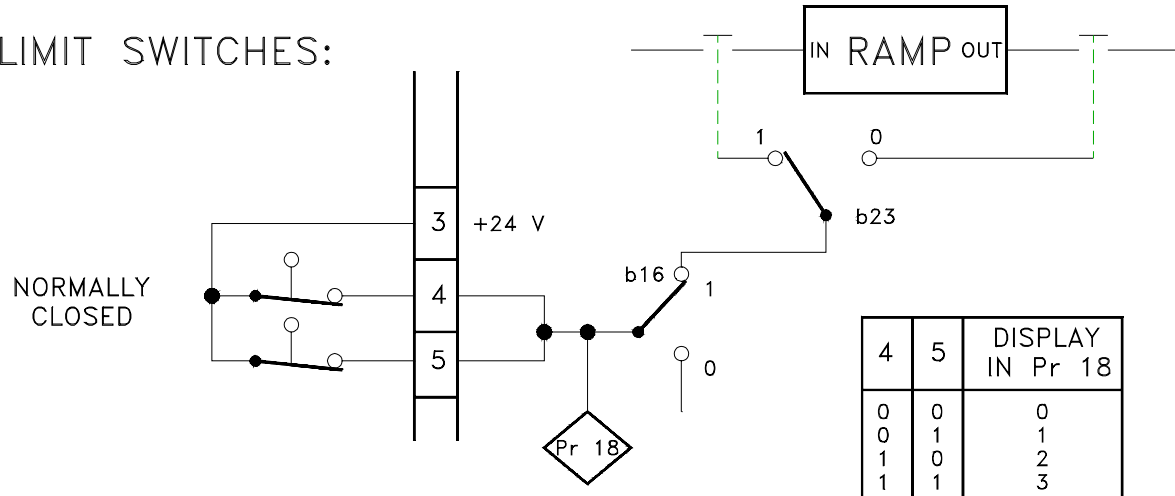 LIMIT SWITCHES:
IN RAMP OUT
1 0
b23
3 +24 V
NORMALLY
CLOSED
4
5
b16 1
0
Pr 18
4 5 DISPLAY
IN Pr 18
0 0 0
0 1 1
1 0 2
1 1 3